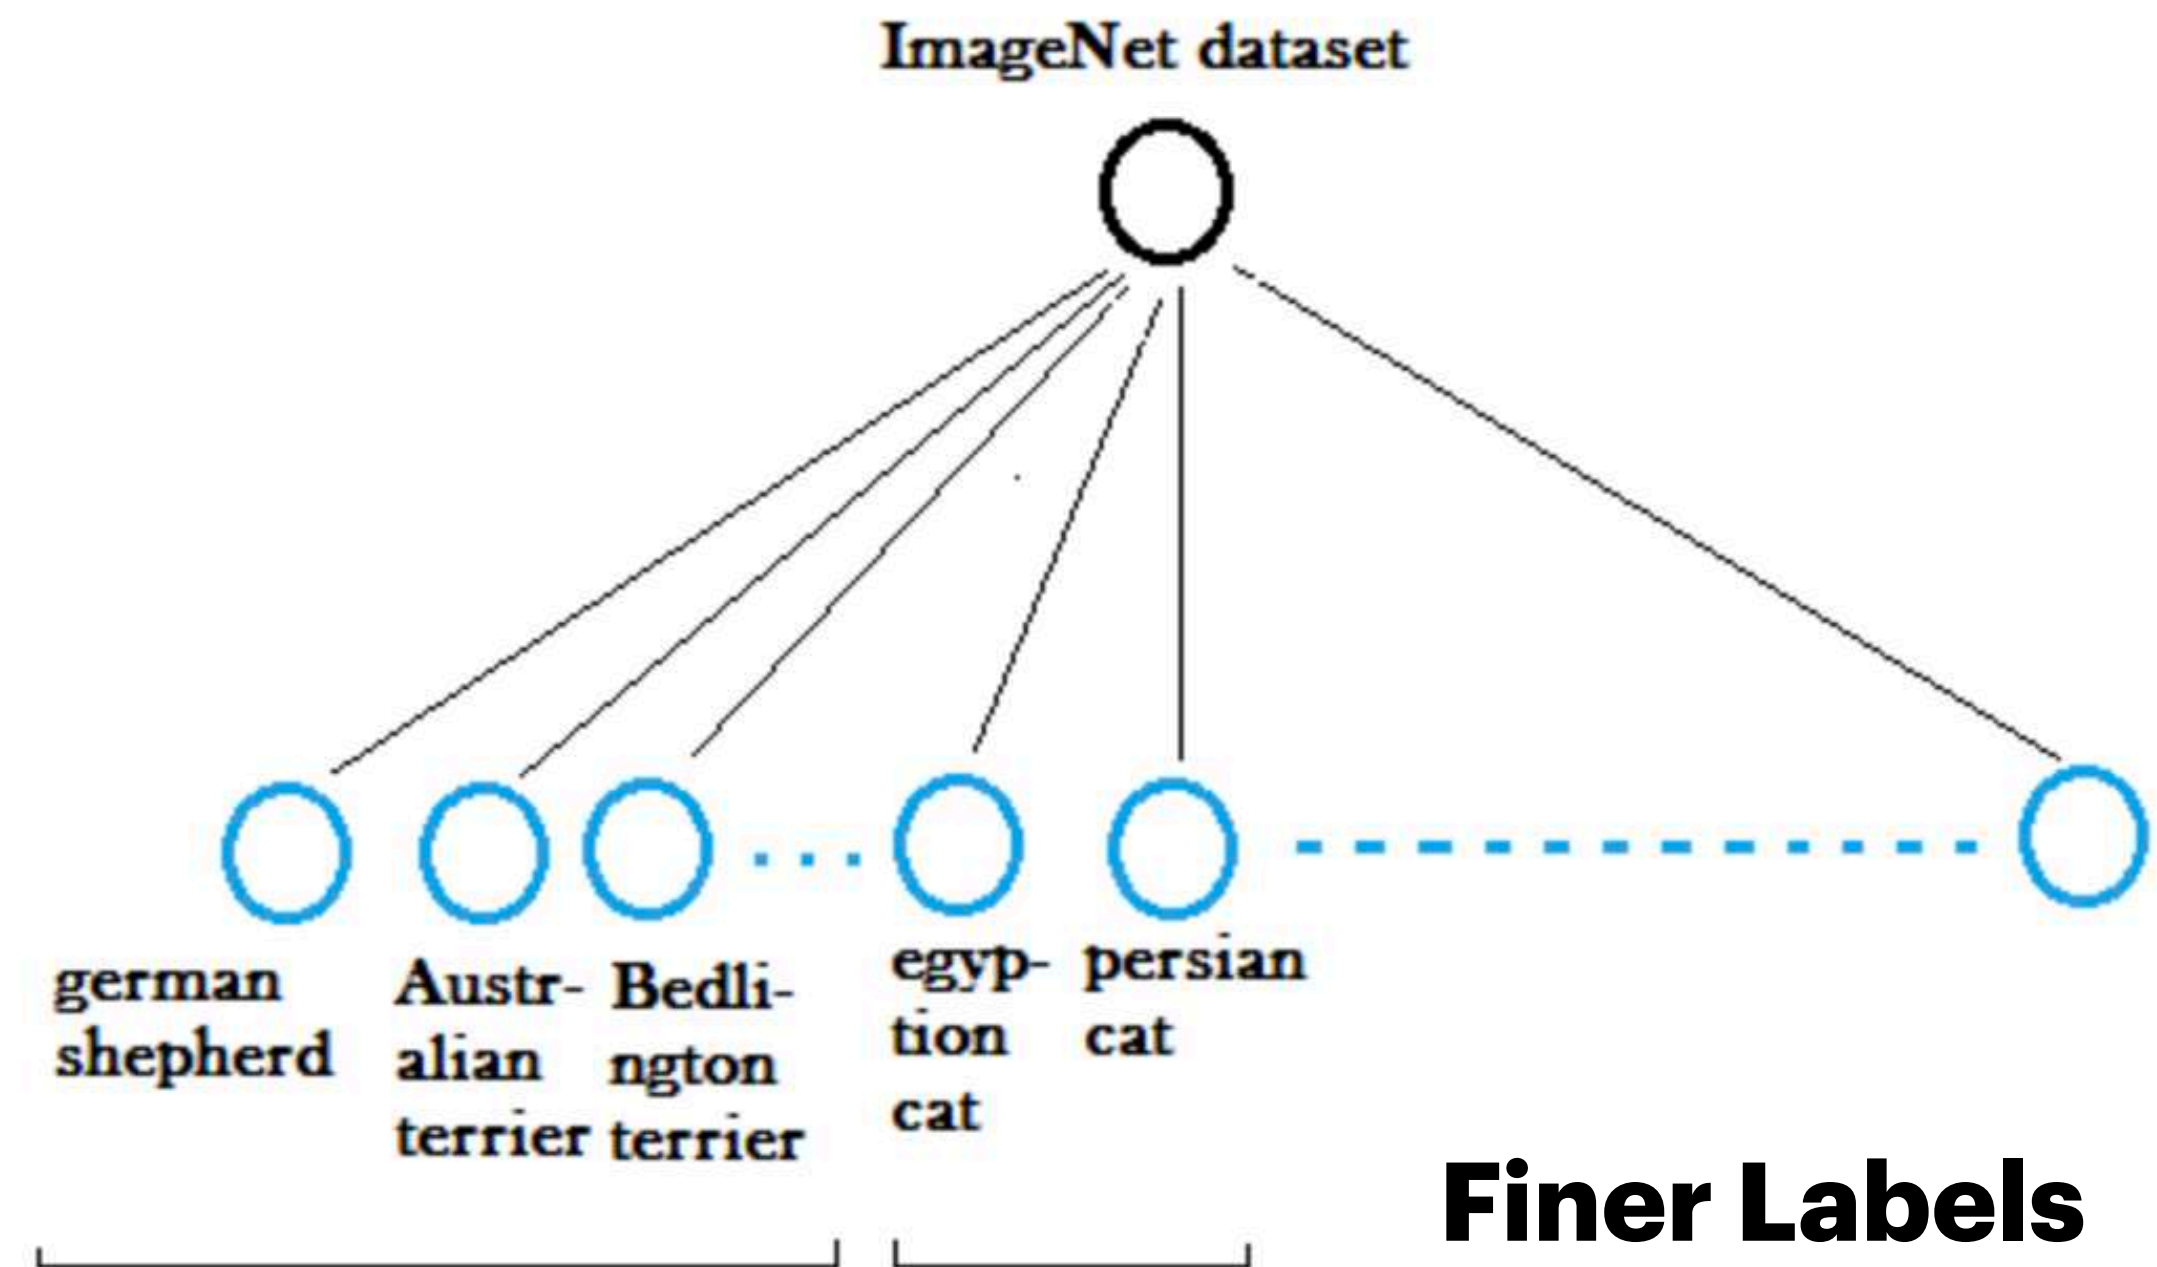 ImageNet dataset
german
shepherd
Austr-
alian
terrier
Bedli-
ngton
terrier
egyp-
tion
cat
persian
cat
Finer Labels